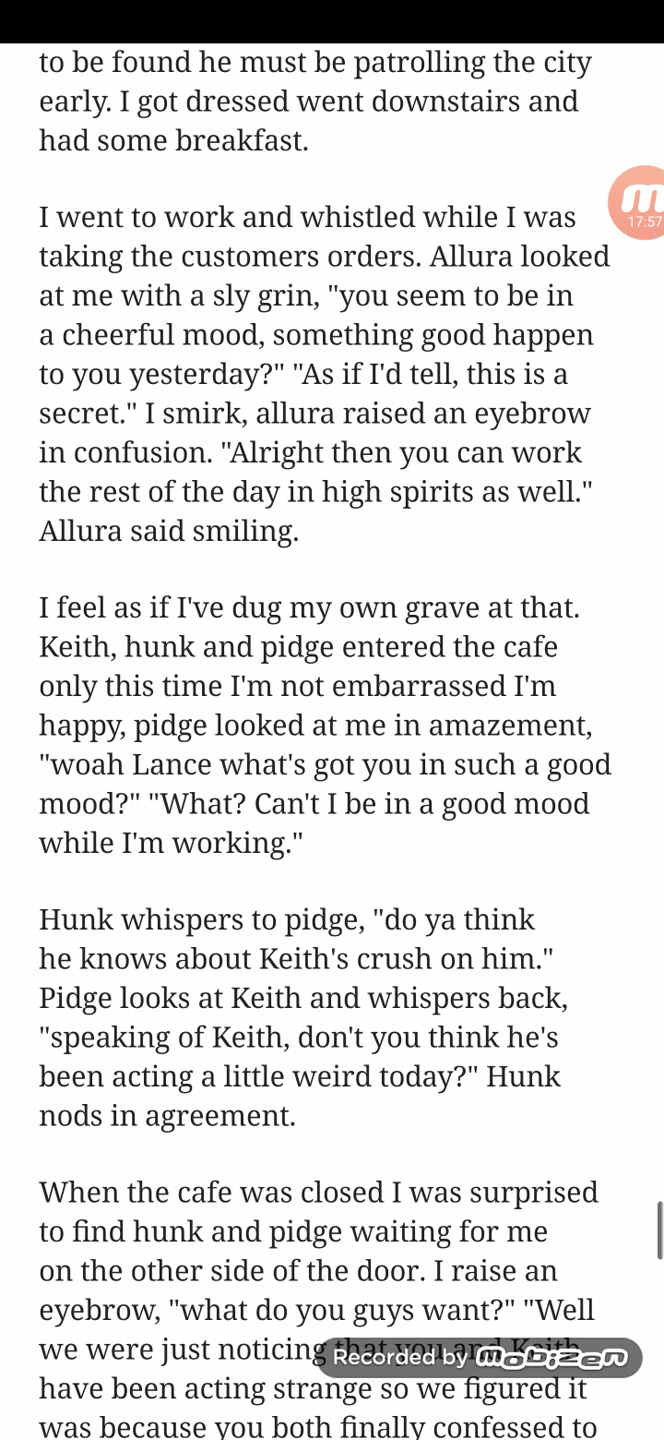 to be found he must be patrolling the city
early. I got dressed went downstairs and
had some breakfast.
I went to work and whistled while I was
17:57
taking the customers orders. Allura looked
at me with a sly grin, "you seem to be in
a cheerful mood, something good happen
to you yesterday?" "As if I'd tell, this is a
secret." I smirk, allura raised an eyebrow
in confusion. "Alright then you can work
the rest of the day in high spirits as well."
Allura said smiling.
I feel as if I've dug my own grave at that.
Keith, hunk and pidge entered the cafe
only this time I'm not embarrassed I'm
happy, pidge looked at me in amazement,
"woah Lance what's got you in such a good
mood?" "What? Can't I be in a good mood
while I'm working."
Hunk whispers to pidge, "do ya think
he knows about Keith's crush on him."
Pidge looks at Keith and whispers back,
"speaking of Keith, don't you think he's
been acting a little weird today?" Hunk
nods in agreement.
When the cafe was closed I was surprised
to find hunk and pidge waiting for me
on the other side of the door. I raise an
eyebrow, "what do you guys want?" "Well
we were just noticing that you and Keith
Recorded by mobizen
have been acting strange so we figured it
was because you both finally confessed to